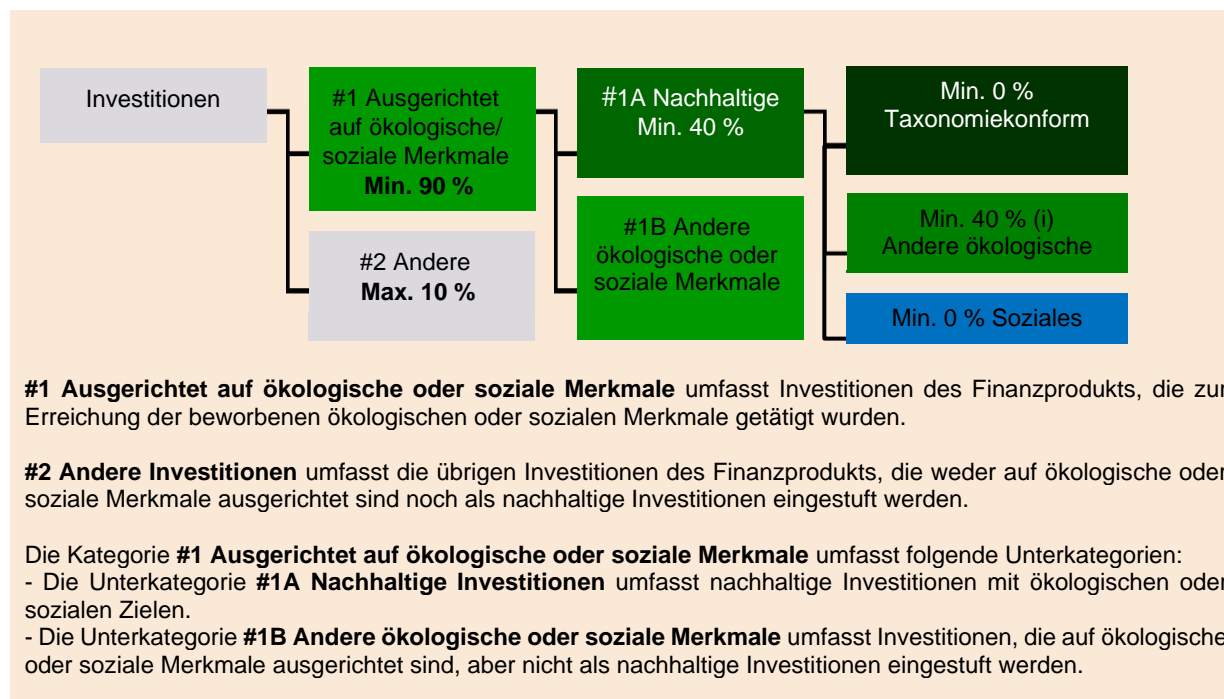 Investitionen
#1 Ausgerichtet
auf ökologische/
soziale Merkmale
Min. 90 %
#2 Andere
Max. 10 %
#1A Nachhaltige
Min. 40 %
#1B Andere
ökologische oder
soziale Merkmale
Min. 0 %
Taxonomiekonform
Min. 40 % (i)
Andere ökologische
Min. 0 % Soziales
#1 Ausgerichtet auf ökologische oder soziale Merkmale umfasst Investitionen des Finanzprodukts, die zur
Erreichung der beworbenen ökologischen oder sozialen Merkmale getätigt wurden.
#2 Andere Investitionen umfasst die übrigen Investitionen des Finanzprodukts, die weder auf ökologische oder
soziale Merkmale ausgerichtet sind noch als nachhaltige Investitionen eingestuft werden.
Die Kategorie #1 Ausgerichtet auf ökologische oder soziale Merkmale umfasst folgende Unterkategorien:
- Die Unterkategorie #1A Nachhaltige Investitionen umfasst nachhaltige Investitionen mit ökologischen oder
sozialen Zielen.
- Die Unterkategorie #1B Andere ökologische oder soziale Merkmale umfasst Investitionen, die auf ökologische
oder soziale Merkmale ausgerichtet sind, aber nicht als nachhaltige Investitionen eingestuft werden.